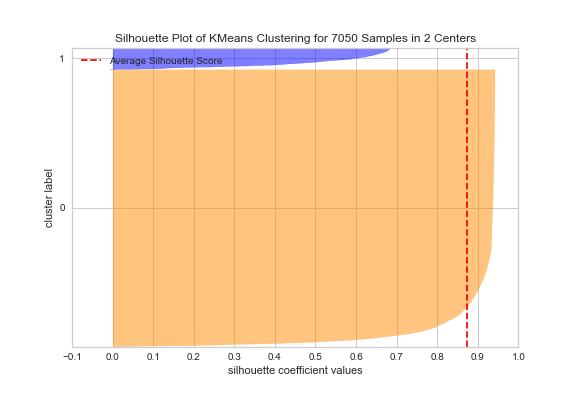 Silhouette Plot of KMeans Clustering for 7050 Samples in 2 Centers
1
Average Silhouette Score
cluster label
0
−0.1 0.0 0.1 0.2 0.3 0.4 0.5 0.6 0.7 0.8 0.9 1.0
silhouette coefficient values